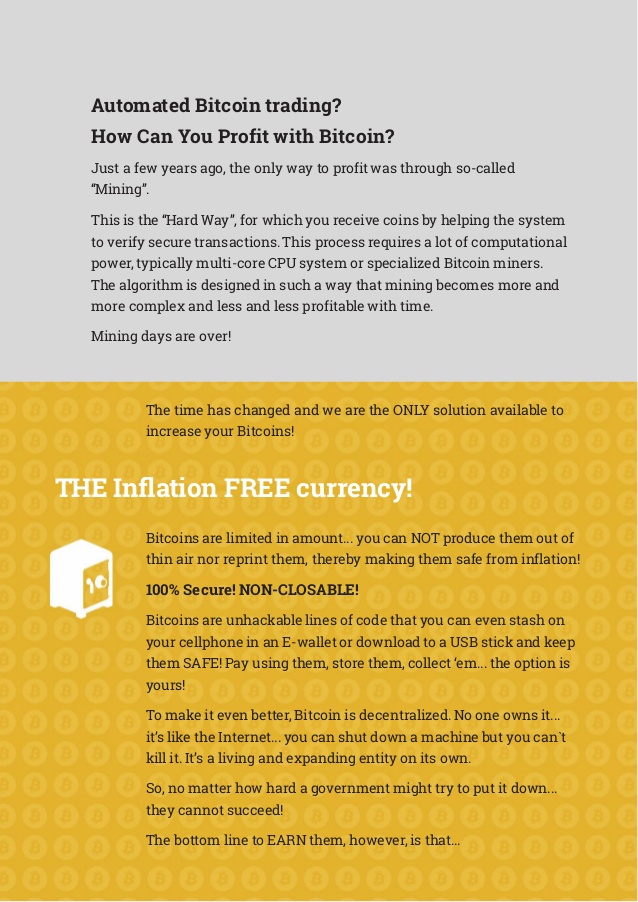 Automated Bitcoin trading?
How Can You Profit with Bitcoin?
Just a few years ago, the only way to profit was through so-called
“Mining”.
This is the “Hard Way”, for which you receive coins by helping the system
to verify secure transactions. This process requires a lot of computational
power, typically multi-core CPU system or specialized Bitcoin miners.
The algorithm is designed in such a way that mining becomes more and
more complex and less and less profitable with time.
Mining days are over!
The time has changed and we are the ONLY solution available to
increase your Bitcoins!
THE Inflation FREE currency!
Bitcoins are limited in amount... you can NOT produce them out of
thin air nor reprint them, thereby making them safe from inflation!
100% Secure! NON-CLOSABLE!
Bitcoins are unhackable lines of code that you can even stash on
your cellphone in an E-wallet or download to a USB stick and keep
them SAFE! Pay using them, store them, collect ‘em... the option is
yours!
To make it even better, Bitcoin is decentralized. No one owns it...
it’s like the Internet... you can shut down a machine but you can`t
kill it. It’s a living and expanding entity on its own.
So, no matter how hard a government might try to put it down...
they cannot succeed!
The bottom line to EARN them, however, is that...